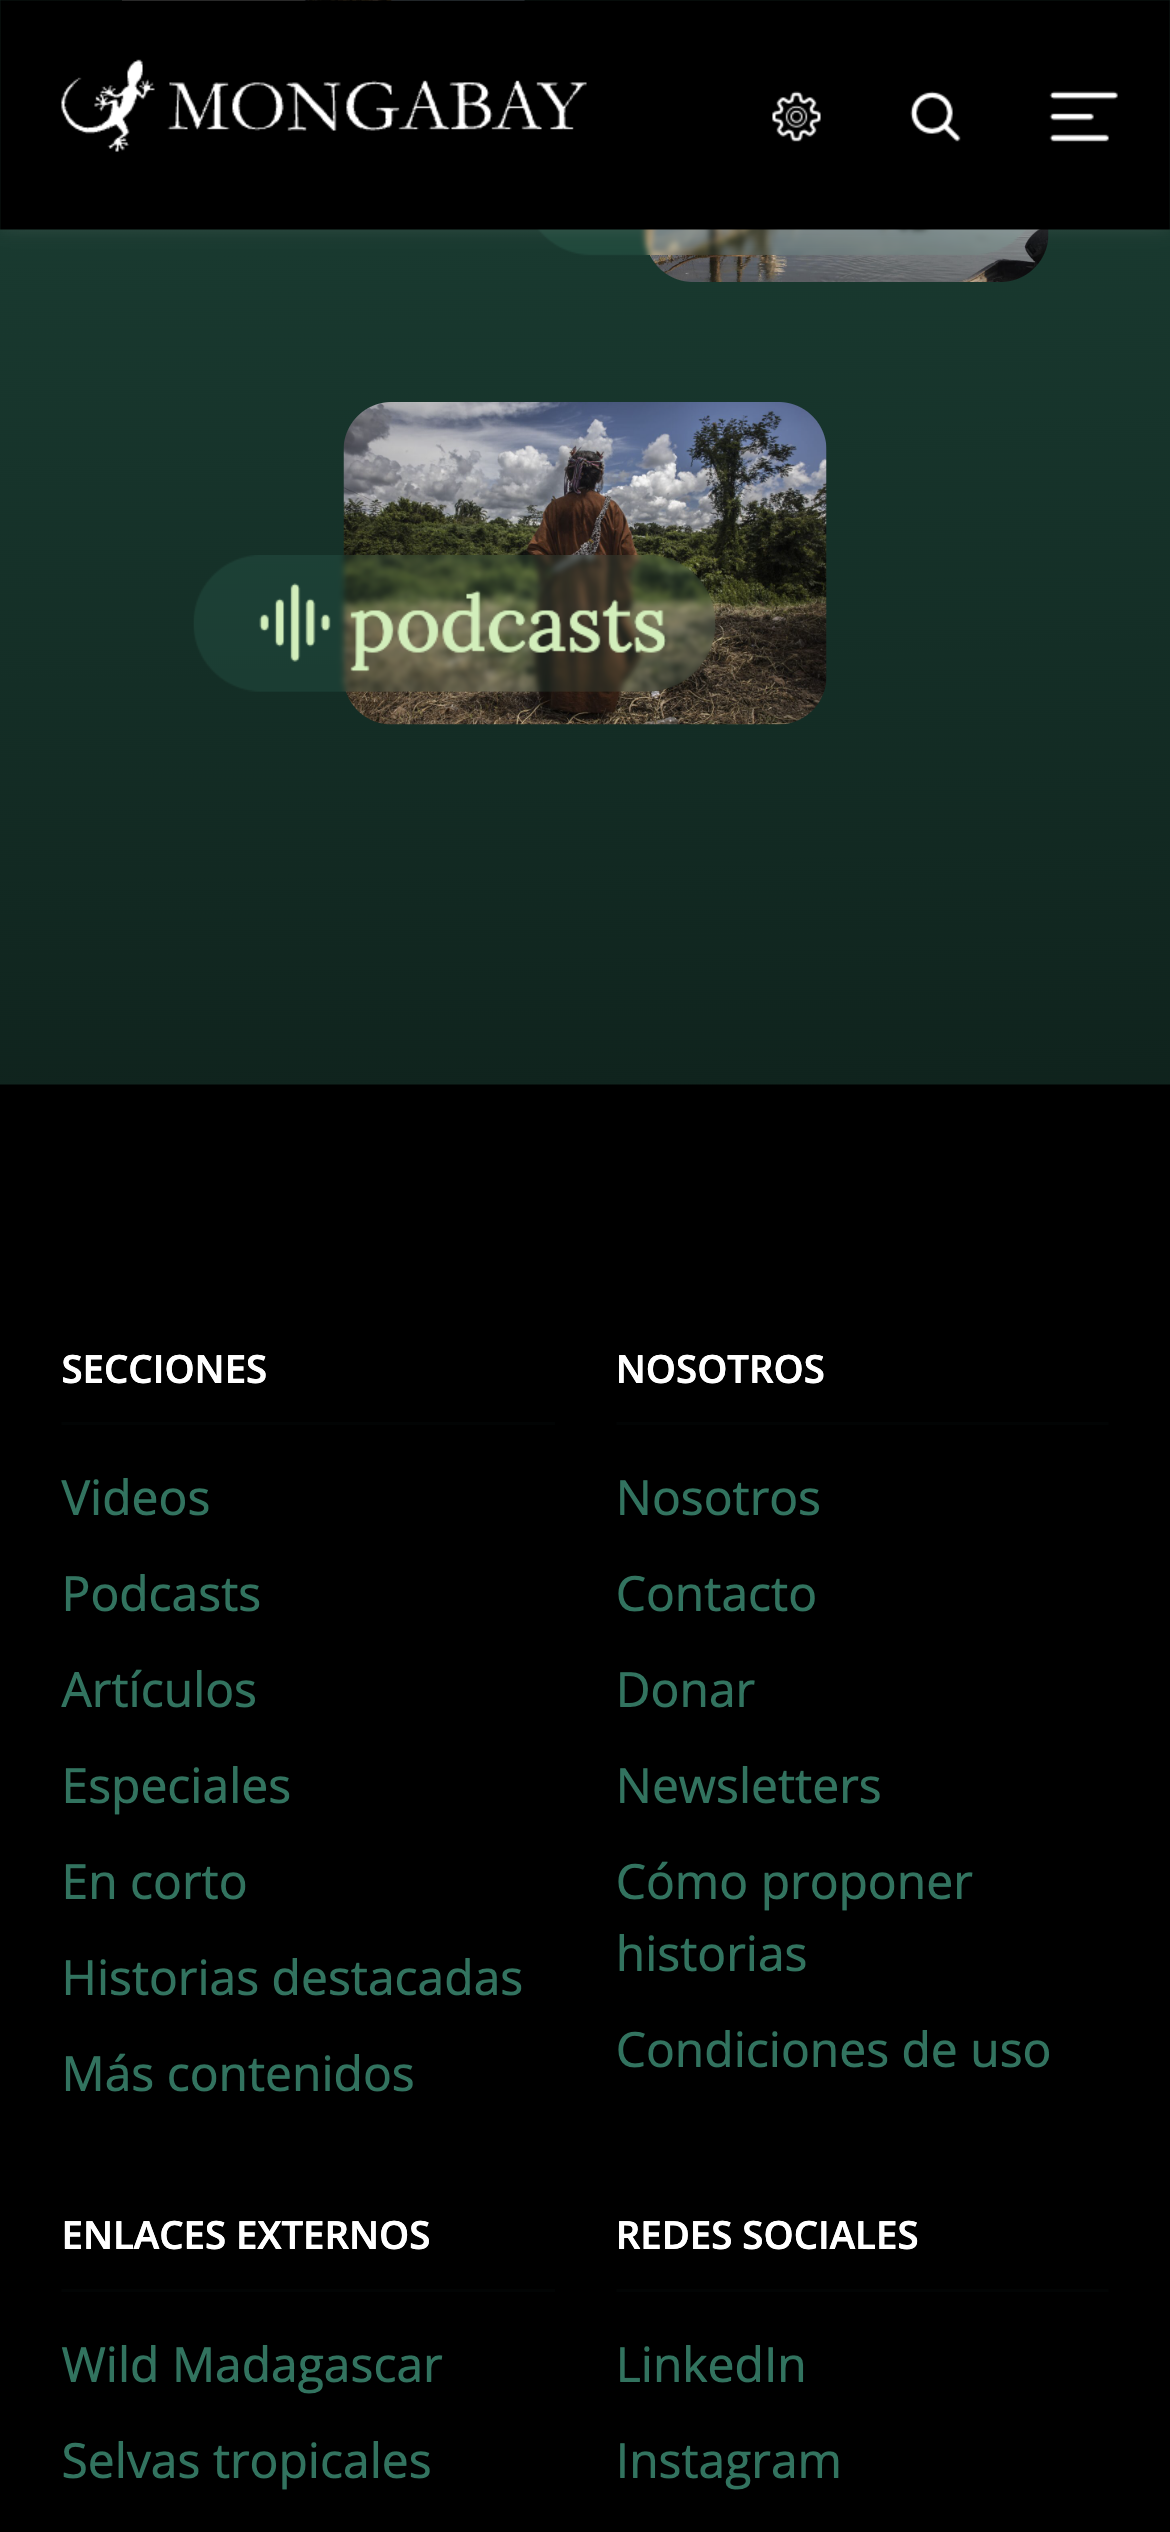 MONGABAY
podcasts
SECCIONES
Videos
Podcasts
Artículos
Especiales
En corto
Historias destacadas
Más contenidos
NOSOTROS
Nosotros
Contacto
Donar
Newsletters
Cómo proponer
historias
Condiciones de uso
ENLACES EXTERNOS
Wild Madagascar
Selvas tropicales
REDES SOCIALES
LinkedIn
Instagram